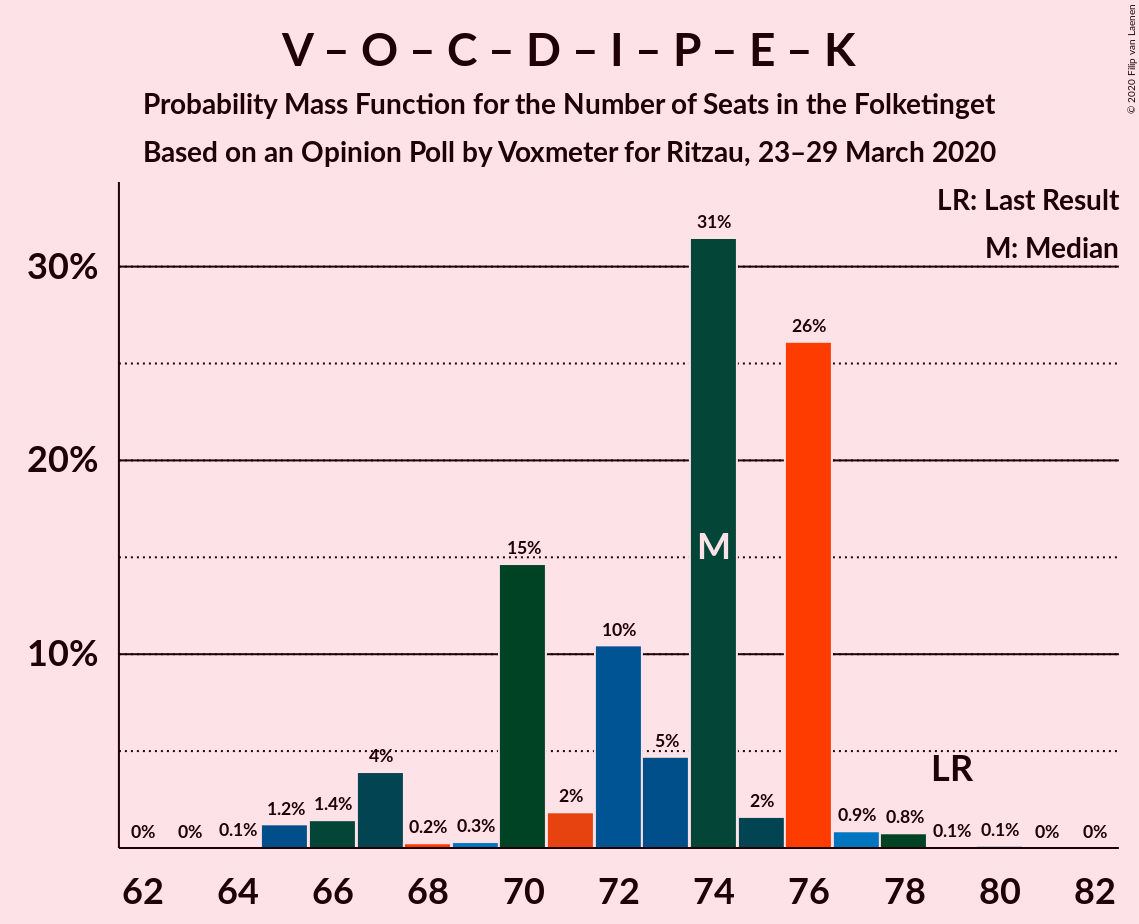 V – O – C – D – I – P – E – K
Probability Mass Function for the Number of Seats in the Folketinget
Based on an Opinion Poll by Voxmeter for Ritzau, 23–29 March 2020
© 2020 Filip van Laenen
LR: Last Result
M: Median
30%
20%
10%
0%
0%
0.1%
1.2%
1.4%
4%
0.2%
0.3%
15%
2%
10%
5%
31%
M
2%
26%
0.9%
0.8%
LR
0.1%
0.1%
0%
0%
62 64 66 68 70 72 74 76 78 80 82